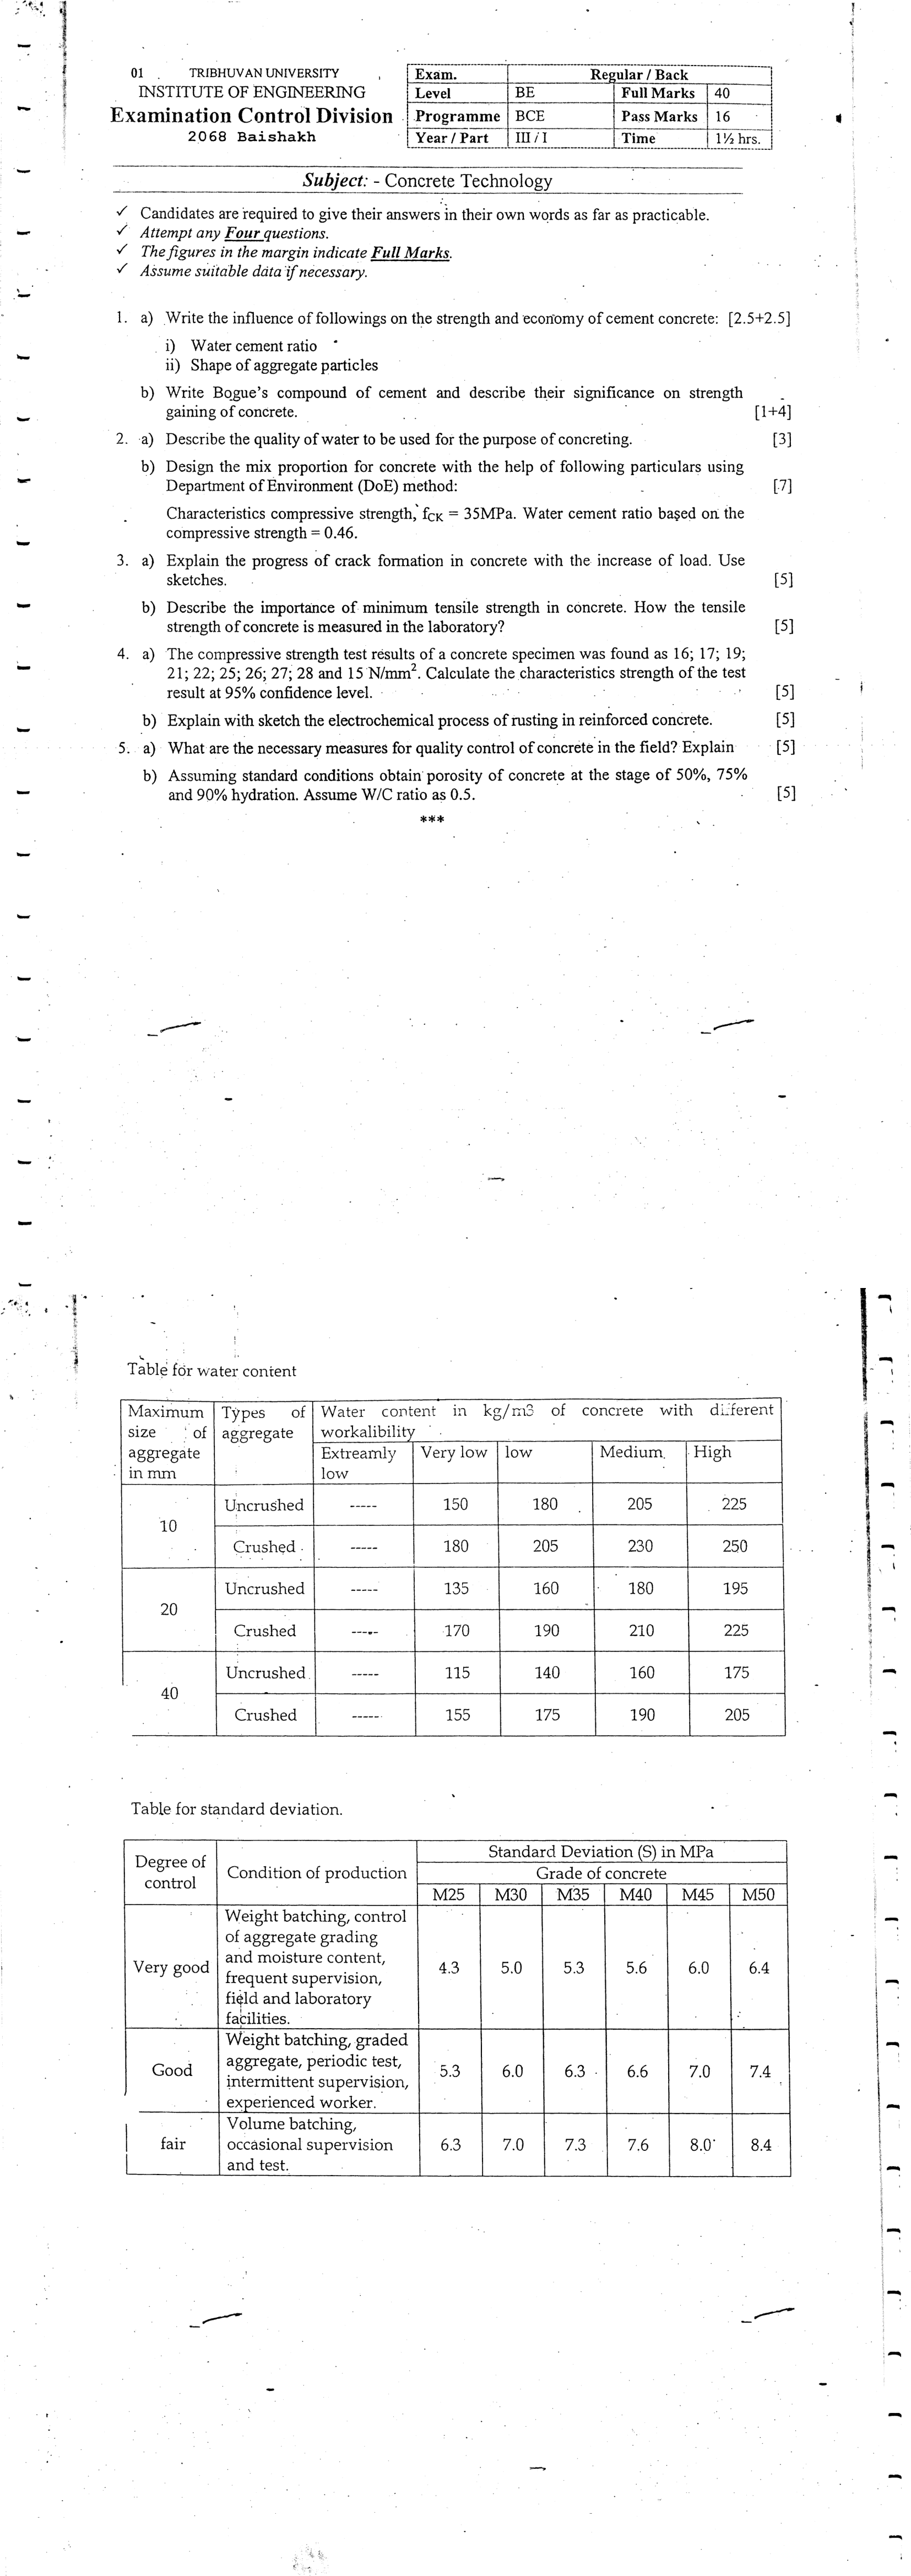 01 TRIBHUVAN UNIVERSITY
INSTITUTE OF ENGINEERING
Examination Control Division
2068 Baishakh
Exam. Regular / Back
Level BE Full Marks 40
Programme BCE Pass Marks 16
Year / Part III / I Time 1½ hrs.
Subject: - Concrete Technology
✓ Candidates are required to give their answers in their own words as far as practicable.
✓ Attempt any Four questions.
✓ The figures in the margin indicate Full Marks.
✓ Assume suitable data if necessary.
1. a) Write the influence of followings on the strength and economy of cement concrete: [2.5+2.5]
i) Water cement ratio
ii) Shape of aggregate particles
b) Write Bogue's compound of cement and describe their significance on strength
gaining of concrete. [1+4]
2. a) Describe the quality of water to be used for the purpose of concreting. [3]
b) Design the mix proportion for concrete with the help of following particulars using
Department of Environment (DoE) method: [7]
Characteristics compressive strength, fCK = 35MPa. Water cement ratio based on the
compressive strength = 0.46.
3. a) Explain the progress of crack formation in concrete with the increase of load. Use
sketches. [5]
b) Describe the importance of minimum tensile strength in concrete. How the tensile
strength of concrete is measured in the laboratory? [5]
4. a) The compressive strength test results of a concrete specimen was found as 16; 17; 19;
21; 22; 25; 26; 27; 28 and 15 N/mm². Calculate the characteristics strength of the test
result at 95% confidence level. [5]
b) Explain with sketch the electrochemical process of rusting in reinforced concrete. [5]
5. a) What are the necessary measures for quality control of concrete in the field? Explain [5]
b) Assuming standard conditions obtain porosity of concrete at the stage of 50%, 75%
and 90% hydration. Assume W/C ratio as 0.5. [5]
***
Table for water content
Maximum Types of Water content in kg/m3 of concrete with different
size of aggregate workalibility
aggregate Extreamly Very low low Medium High
in mm low
Uncrushed ----- 150 180 205 225
10
Crushed ----- 180 205 230 250
Uncrushed ----- 135 160 180 195
20
Crushed ----- 170 190 210 225
Uncrushed ----- 115 140 160 175
40
Crushed ----- 155 175 190 205
Table for standard deviation.
Standard Deviation (S) in MPa
Degree of Condition of production Grade of concrete
control M25 M30 M35 M40 M45 M50
Weight batching, control
of aggregate grading
and moisture content,
Very good frequent supervision, 4.3 5.0 5.3 5.6 6.0 6.4
field and laboratory
facilities.
Weight batching, graded
aggregate, periodic test,
Good intermittent supervision, 5.3 6.0 6.3 6.6 7.0 7.4
experienced worker.
Volume batching,
fair occasional supervision 6.3 7.0 7.3 7.6 8.0 8.4
and test.